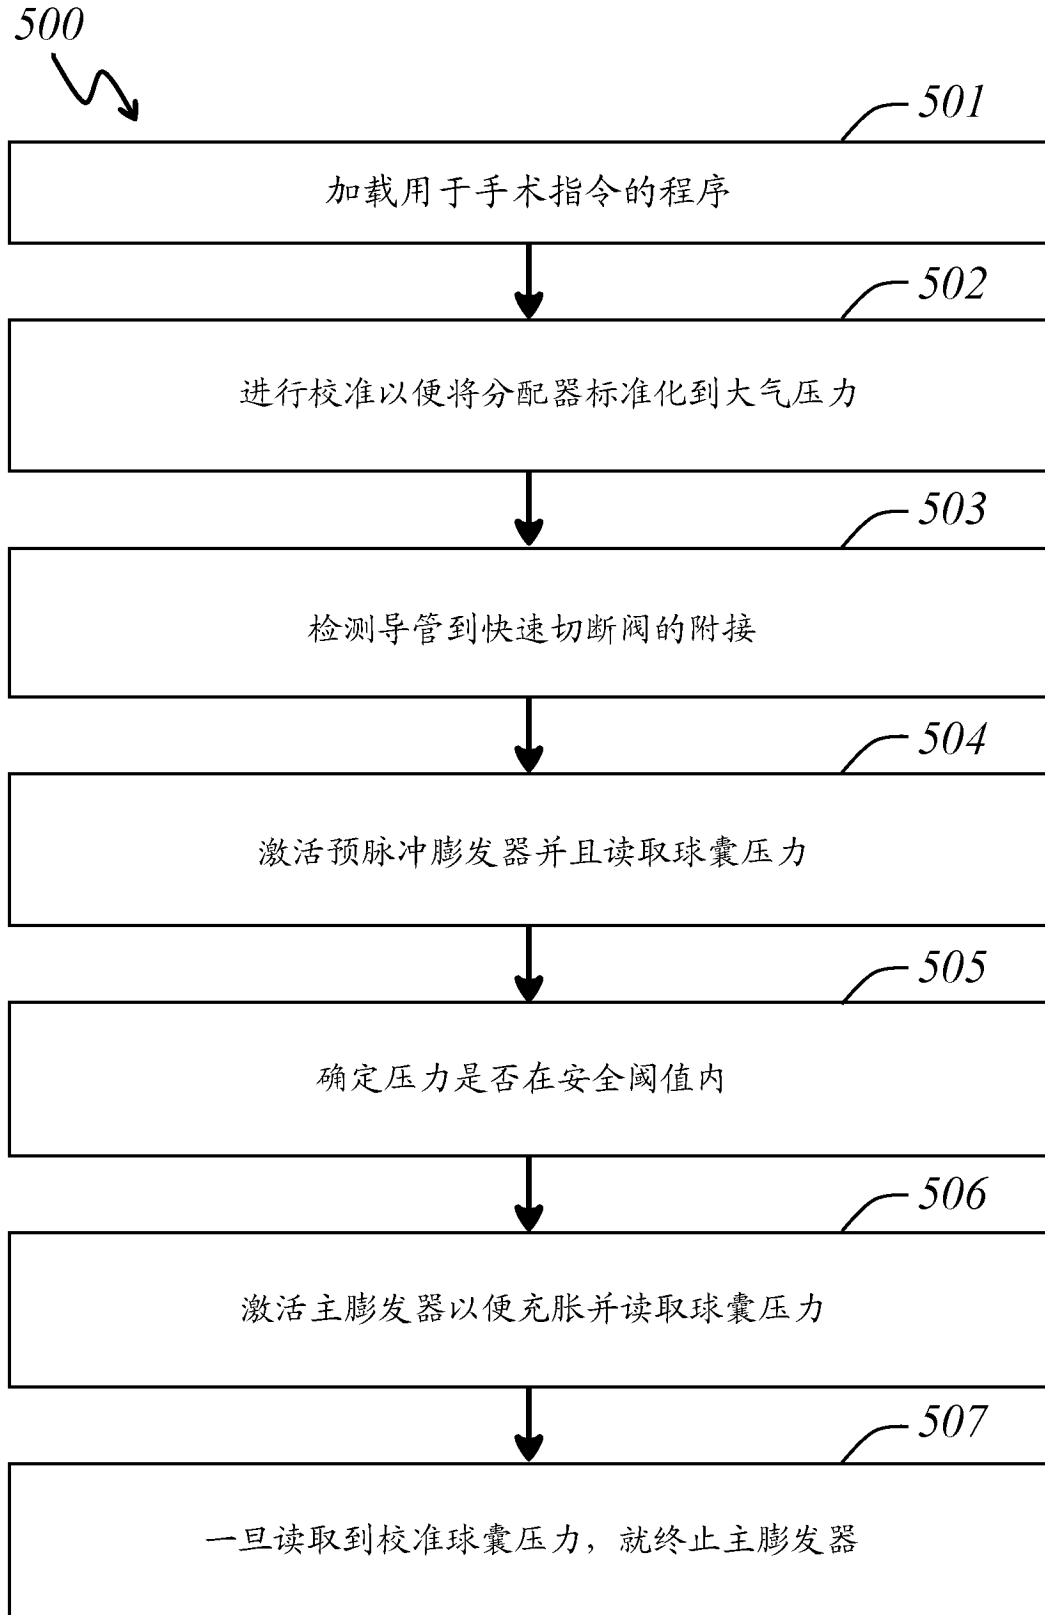 500
501
加载用于手术指令的程序
502
进行校准以便将分配器标准化到大气压力
503
检测导管到快速切断阀的附接
504
激活预脉冲膨发器并且读取球囊压力
505
确定压力是否在安全阈值内
506
激活主膨发器以便充胀并读取球囊压力
507
一旦读取到校准球囊压力，就终止主膨发器